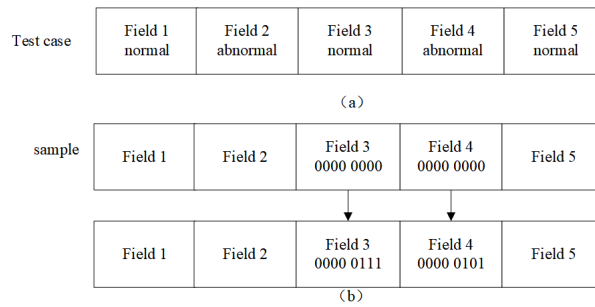 Test case
Field 1 Field 2 Field 3 Field 4 Field 5
normal abnormal normal abnormal normal
（a）
sample
Field 1 Field 2 Field 3 Field 4 Field 5
0000 0000 0000 0000
Field 1 Field 2 Field 3 Field 4 Field 5
0000 0111 0000 0101
（b）